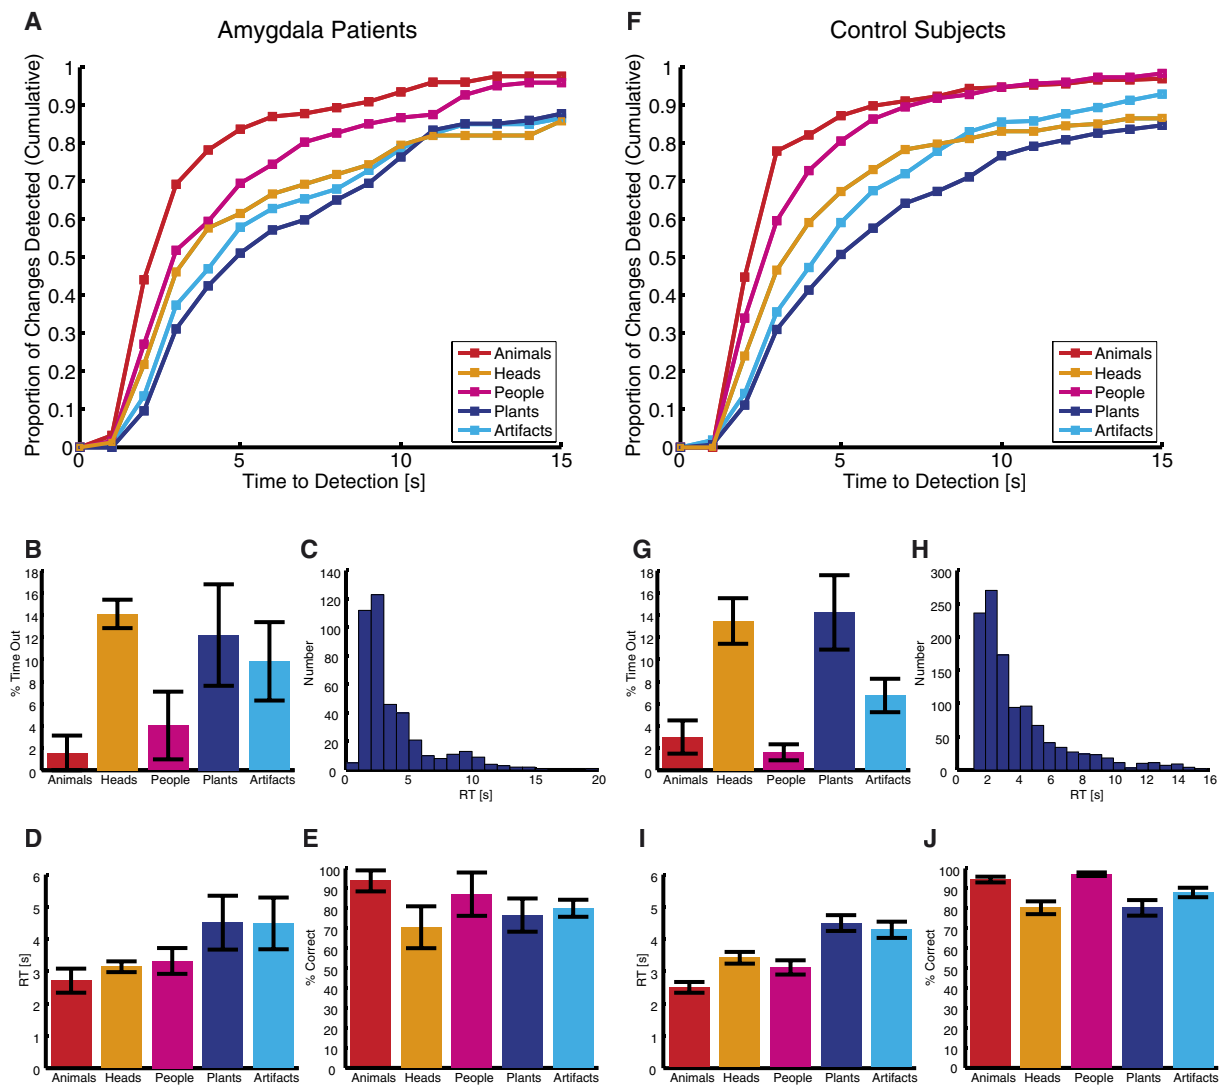 A
Amygdala Patients
Proportion of Changes Detected (Cumulative)
1
0.9
0.8
0.7
0.6
0.5
0.4
0.3
0.2
0.1
0
0 5 10 15
Time to Detection [s]
Animals
Heads
People
Plants
Artifacts
F
Control Subjects
Proportion of Changes Detected (Cumulative)
1
0.9
0.8
0.7
0.6
0.5
0.4
0.3
0.2
0.1
0
0 5 10 15
Time to Detection [s]
Animals
Heads
People
Plants
Artifacts
B
% Time Out
18
16
14
12
10
8
6
4
2
0
Animals Heads People Plants Artifacts
C
Number
140
120
100
80
60
40
20
0
0 5 10 15 20
RT [s]
G
% Time Out
18
16
14
12
10
8
6
4
2
0
Animals Heads People Plants Artifacts
H
Number
300
250
200
150
100
50
0
0 2 4 6 8 10 12 14 16
RT [s]
D
RT [s]
6
5
4
3
2
1
0
Animals Heads People Plants Artifacts
E
% Correct
100
90
80
70
60
50
40
30
20
10
0
Animals Heads People Plants Artifacts
I
RT [s]
6
5
4
3
2
1
0
Animals Heads People Plants Artifacts
J
% Correct
100
90
80
70
60
50
40
30
20
10
0
Animals Heads People Plants Artifacts